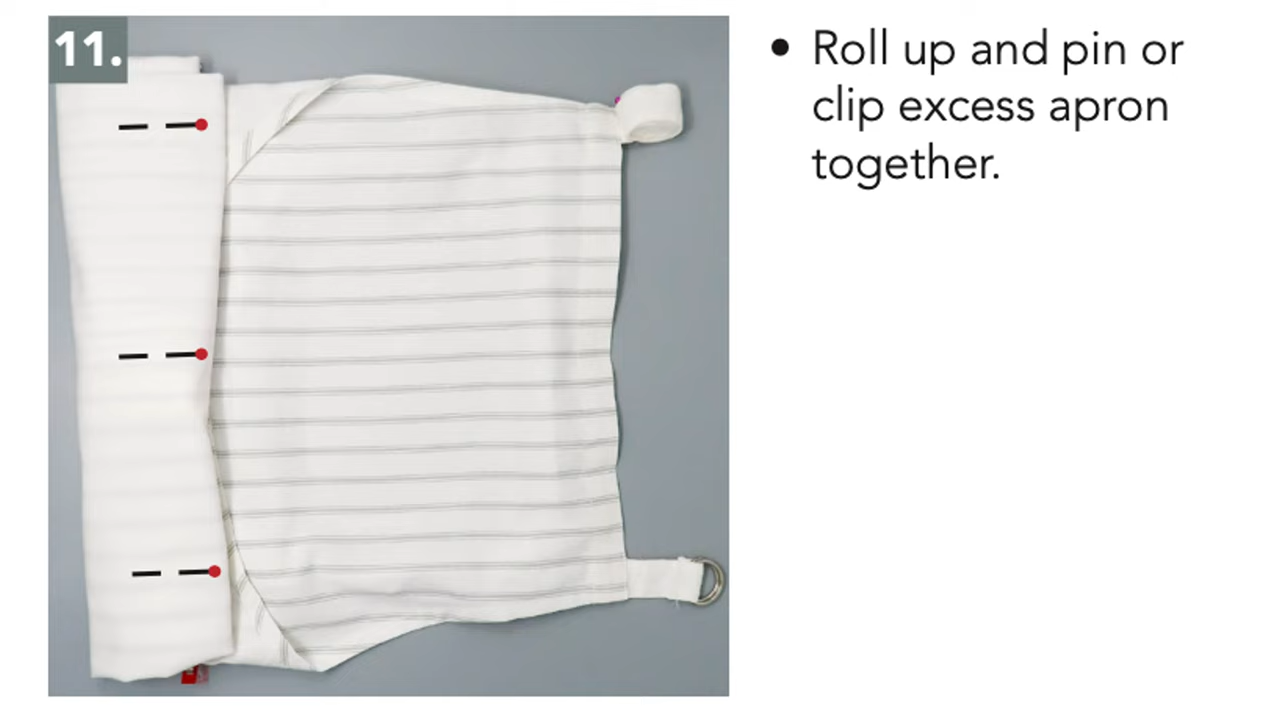 11.
• Roll up and pin or
clip excess apron
together.